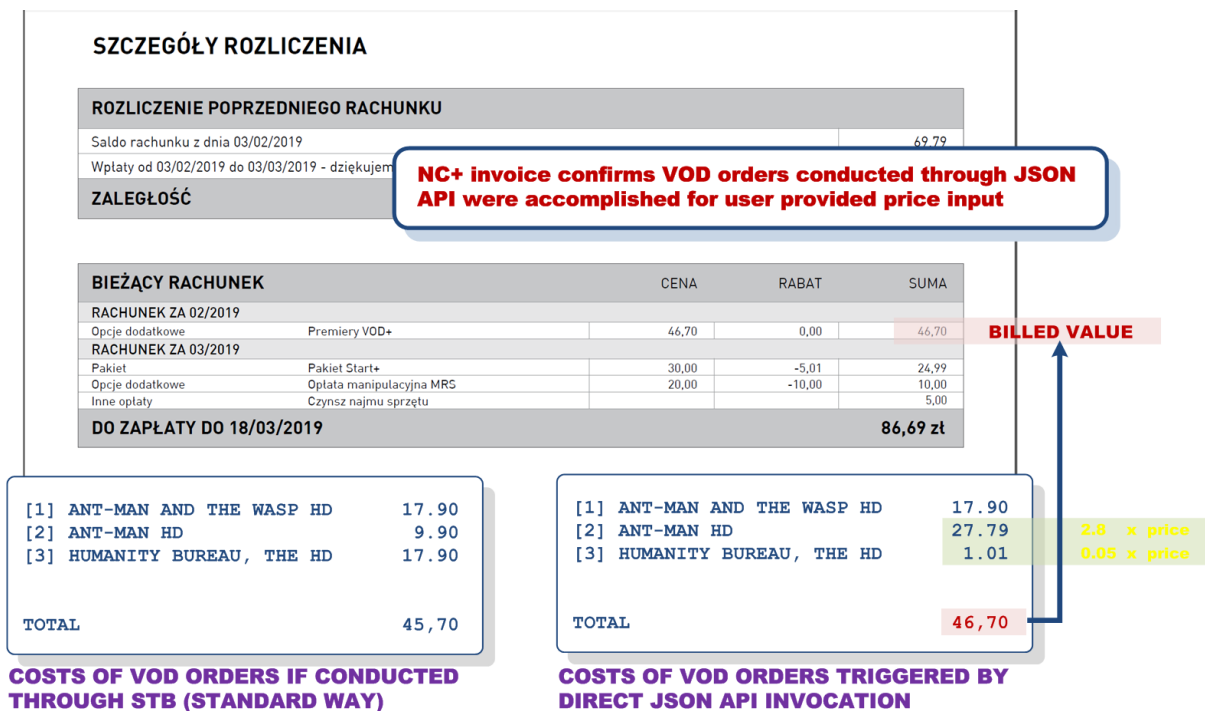 SZCZEGÓŁY ROZLICZENIA
ROZLICZENIE POPRZEDNIEGO RACHUNKU
Saldo rachunku z dnia 03/02/2019 69,79
Wpłaty od 03/02/2019 do 03/03/2019 - dziękujem
ZALEGŁOŚĆ
NC+ invoice confirms VOD orders conducted through JSON
API were accomplished for user provided price input
BIEŻĄCY RACHUNEK CENA RABAT SUMA
RACHUNEK ZA 02/2019
Opcje dodatkowe Premiery VOD+ 46,70 0,00 46,70
BILLED VALUE
RACHUNEK ZA 03/2019
Pakiet Pakiet Start+ 30,00 -5,01 24,99
Opcje dodatkowe Opłata manipulacyjna MRS 20,00 -10,00 10,00
Inne opłaty Czynsz najmu sprzętu 5,00
DO ZAPŁATY DO 18/03/2019 86,69 zł
[1] ANT-MAN AND THE WASP HD 17.90
[2] ANT-MAN HD 9.90
[3] HUMANITY BUREAU, THE HD 17.90
TOTAL 45,70
COSTS OF VOD ORDERS IF CONDUCTED
THROUGH STB (STANDARD WAY)
[1] ANT-MAN AND THE WASP HD 17.90
[2] ANT-MAN HD 27.79 2.8 x price
[3] HUMANITY BUREAU, THE HD 1.01 0.05 x price
TOTAL 46,70
COSTS OF VOD ORDERS TRIGGERED BY
DIRECT JSON API INVOCATION